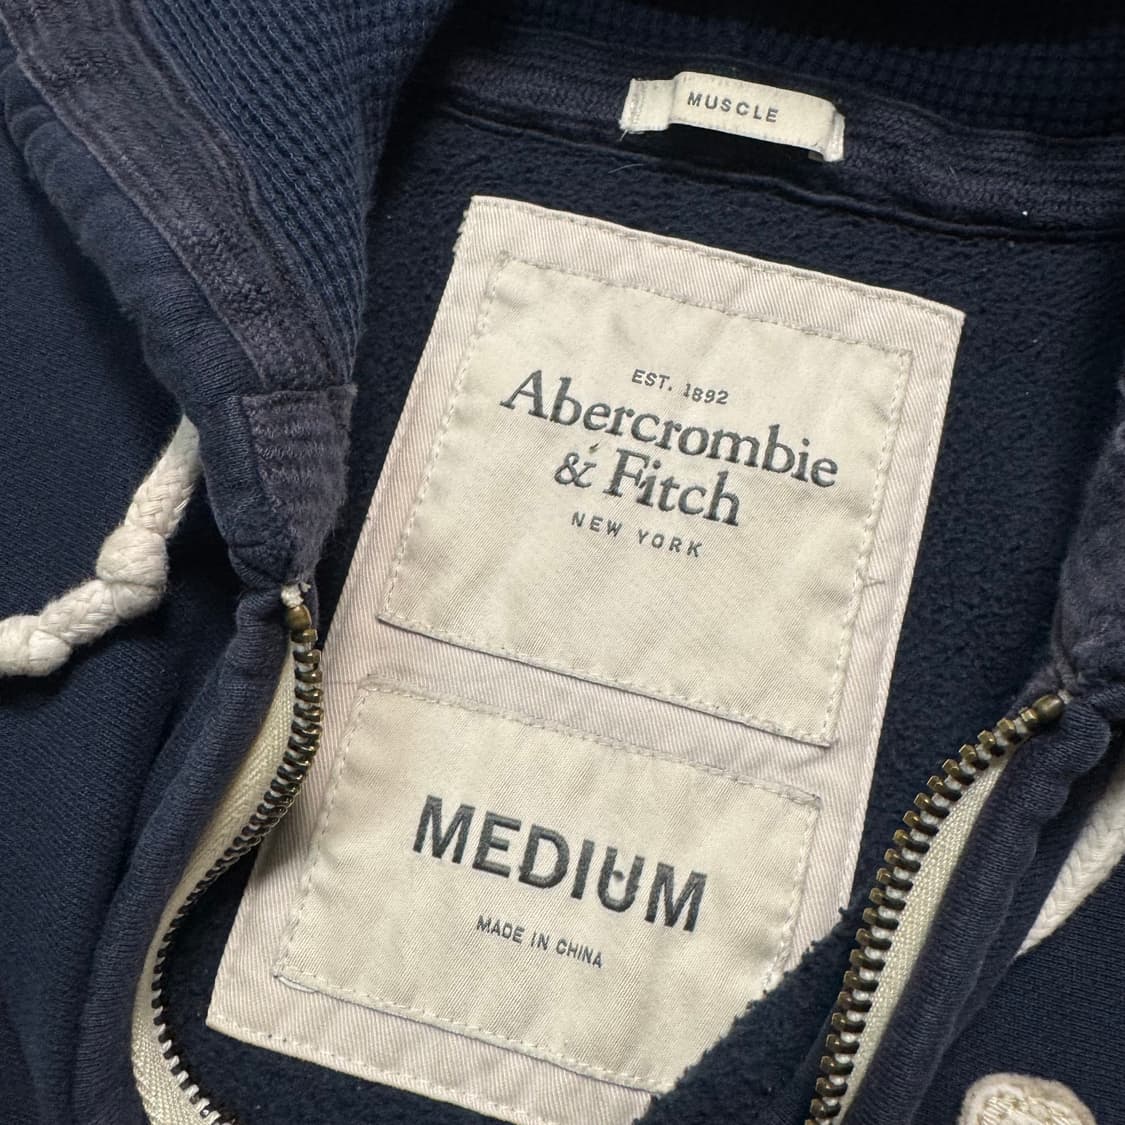 MUSCLE
EST. 1892
Abercrombie
& Fitch
NEW YORK
MEDIUM
MADE IN CHINA